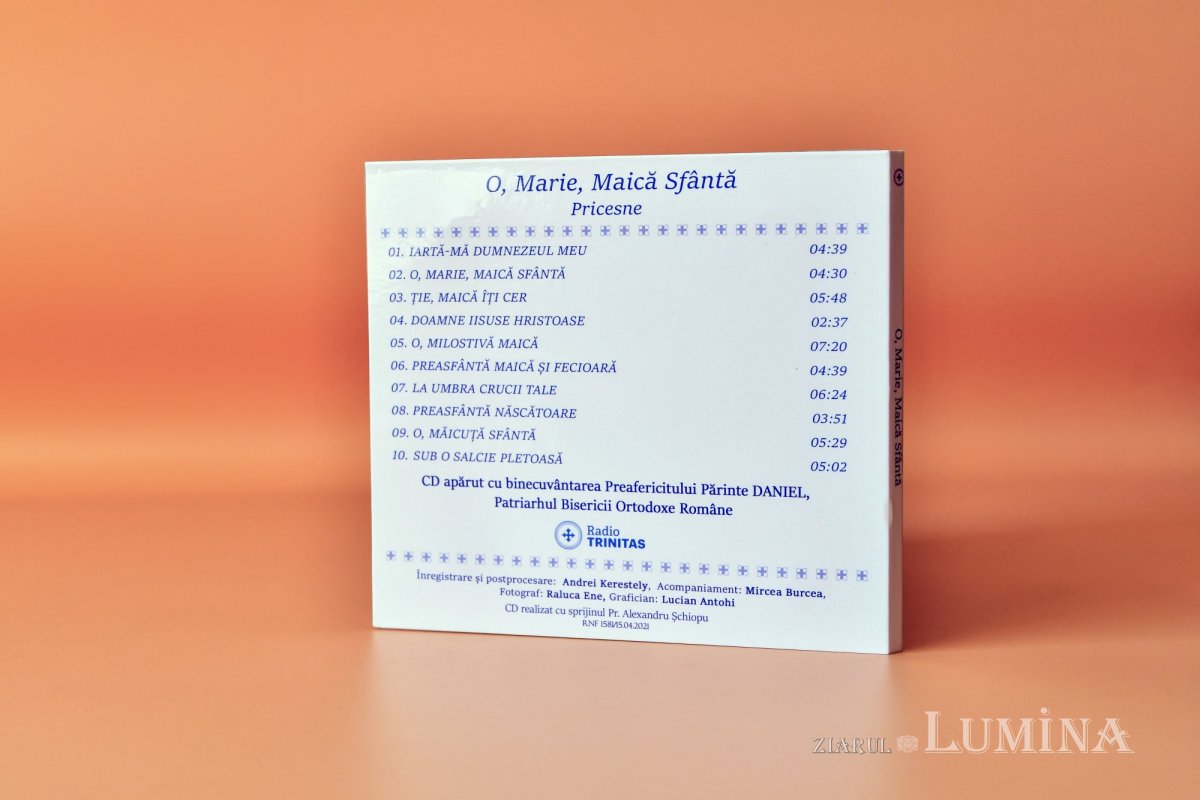 O, Marie, Maică Sfântă
Pricesne
01. IARTĂ-MĂ DUMNEZEUL MEU 04:39
02. O, MARIE, MAICĂ SFÂNTĂ 04:30
03. ȚIE, MAICĂ ÎȚI CER 05:48
04. DOAMNE IISUSE HRISTOASE 02:37
05. O, MILOSTIVĂ MAICĂ 07:20
06. PREASFÂNTĂ MAICĂ ȘI FECIOARĂ 04:39
07. LA UMBRA CRUCII TALE 06:24
08. PREASFÂNTĂ NĂSCĂTOARE 03:51
09. O, MĂICUȚĂ SFÂNTĂ 05:29
10. SUB O SALCIE PLETOASĂ 05:02
CD apărut cu binecuvântarea Preafericitului Părinte DANIEL,
Patriarhul Bisericii Ortodoxe Române
Radio
TRINITAS
Înregistrare și postprocesare: Andrei Kerestely, Acompaniament: Mircea Burcea,
Fotograf: Raluca Ene, Grafician: Lucian Antohi
CD realizat cu sprijinul Pr. Alexandru Șchiopu
RNF
O, Marie, Maică Sfântă
ZIARUL LUMINA